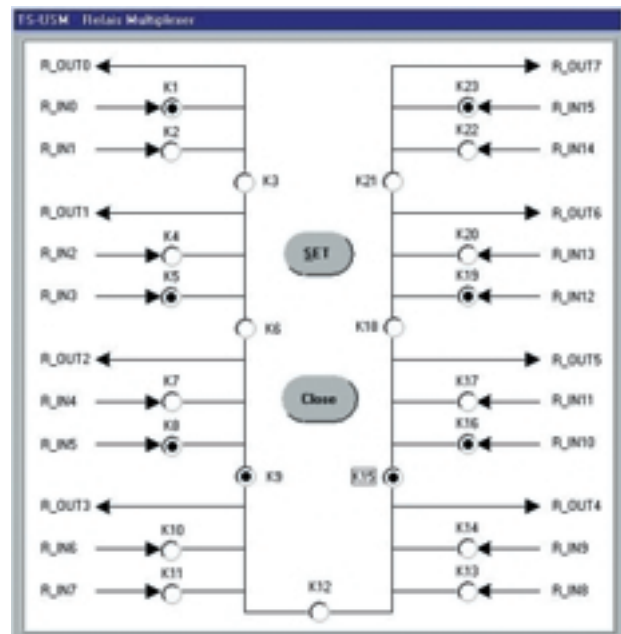 TS-USM Relais Multiplexer
R_OUT0 R_OUT7
K1 K23
R_IN0 R_IN15
K2 K22
R_IN1 R_IN14
K3 K21
R_OUT1 R_OUT6
K4 K20
R_IN2 SET R_IN13
K5 K19
R_IN3 R_IN12
K6 K18
R_OUT2 R_OUT5
K7 K17
R_IN4 Close R_IN11
K8 K16
R_IN5 R_IN10
K9 K15
R_OUT3 R_OUT4
K10 K14
R_IN6 R_IN9
K11 K13
R_IN7 K12 R_IN8